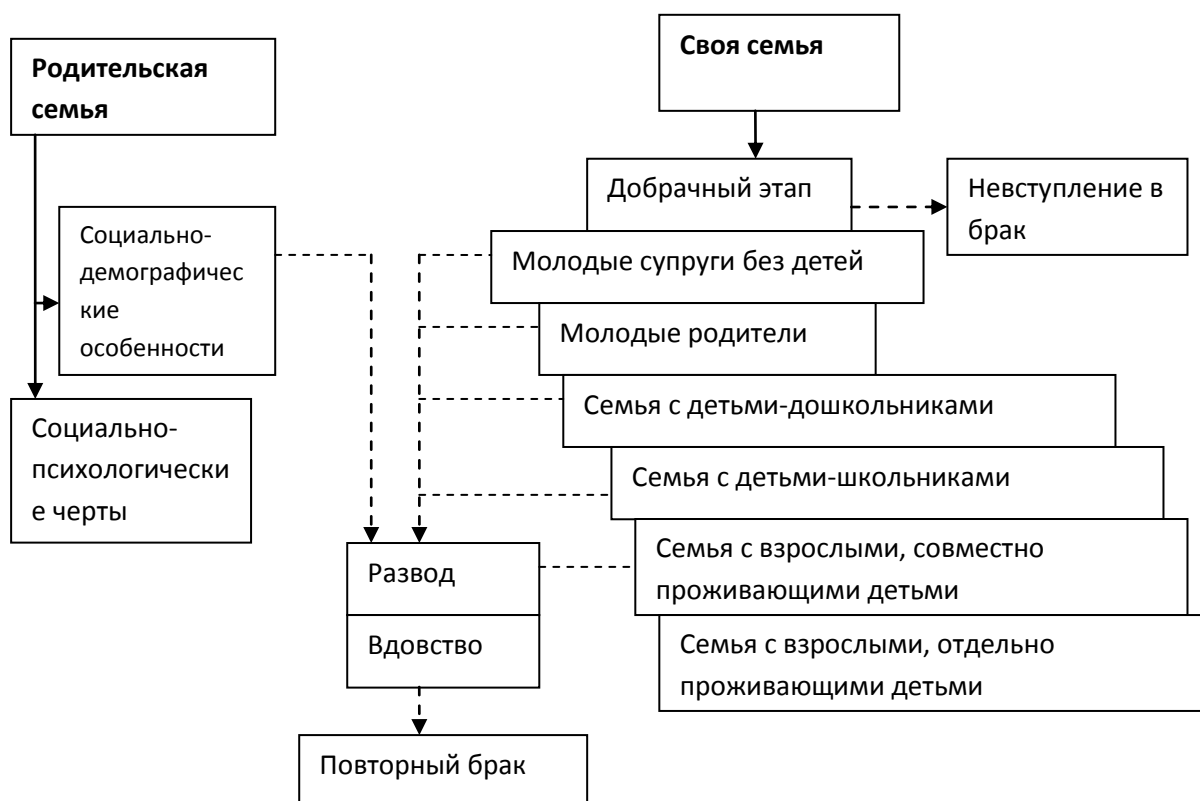 Родительская
семья
Своя семья
Добрачный этап
Невступление в
брак
Социально-
демографичес
кие
особенности
Молодые супруги без детей
Молодые родители
Семья с детьми-дошкольниками
Социально-
психологически
е черты
Семья с детьми-школьниками
Семья с взрослыми, совместно
проживающими детьми
Развод
Вдовство
Семья с взрослыми, отдельно
проживающими детьми
Повторный брак